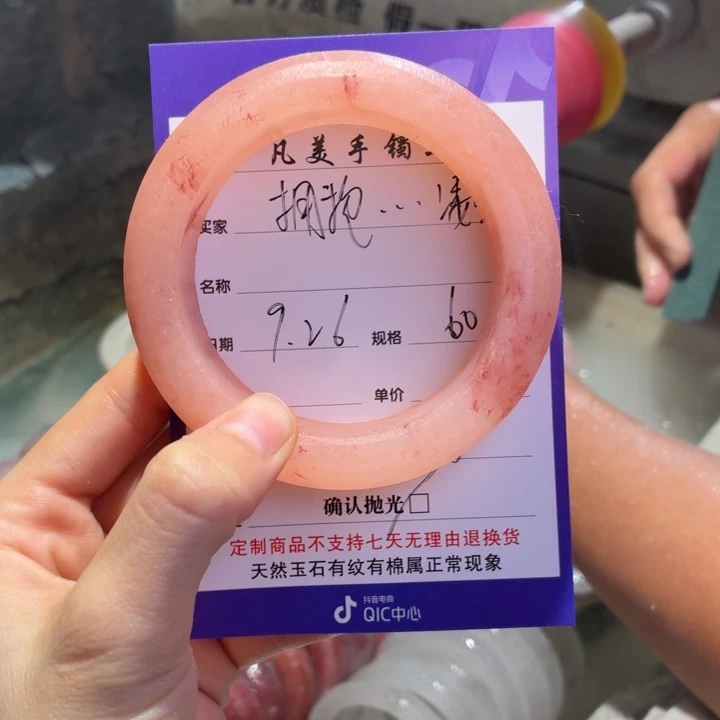 凡美手镯
买家 拥抱...凌.
名称
日期 9.26 规格 60
单价
确认抛光□
定制商品不支持七天无理由退换货
天然玉石有纹有棉属正常现象
抖音电商
QIC中心